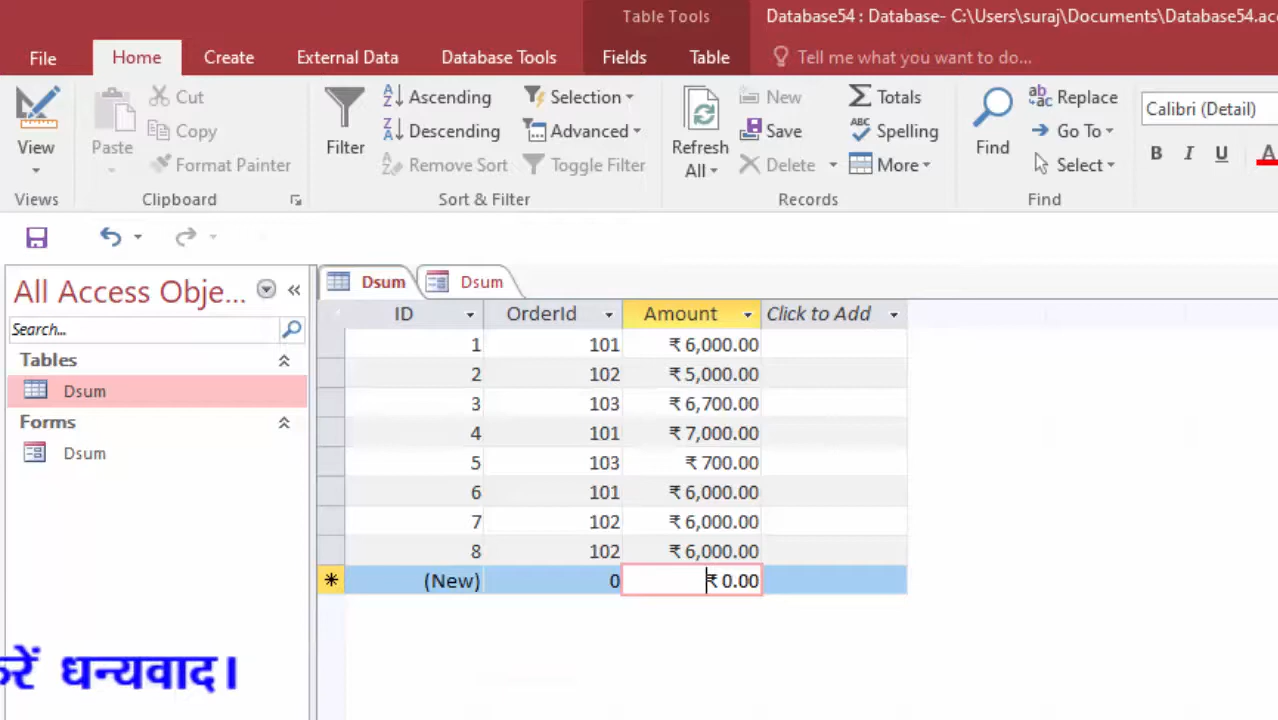 Table Tools
Database54 : Database- C:\Users\suraj\Documents\Database54.ac
File Home Create External Data Database Tools Fields Table Tell me what you want to do...
View
Views
Paste
Cut
Copy
Format Painter
Clipboard
Filter
Ascending
Descending
Remove Sort
Selection
Advanced
Toggle Filter
Sort & Filter
Refresh
All
New
Save
Delete
Totals
Spelling
More
Records
Find
Replace
Go To
Select
Find
Calibri (Detail)
B I U A
All Access Obje...
Search...
Tables
Dsum
Forms
Dsum
Dsum Dsum
ID OrderId Amount Click to Add
1 101 ₹ 6,000.00
2 102 ₹ 5,000.00
3 103 ₹ 6,700.00
4 101 ₹ 7,000.00
5 103 ₹ 700.00
6 101 ₹ 6,000.00
7 102 ₹ 6,000.00
8 102 ₹ 6,000.00
(New) 0 ₹ 0.00
धन्यवाद।